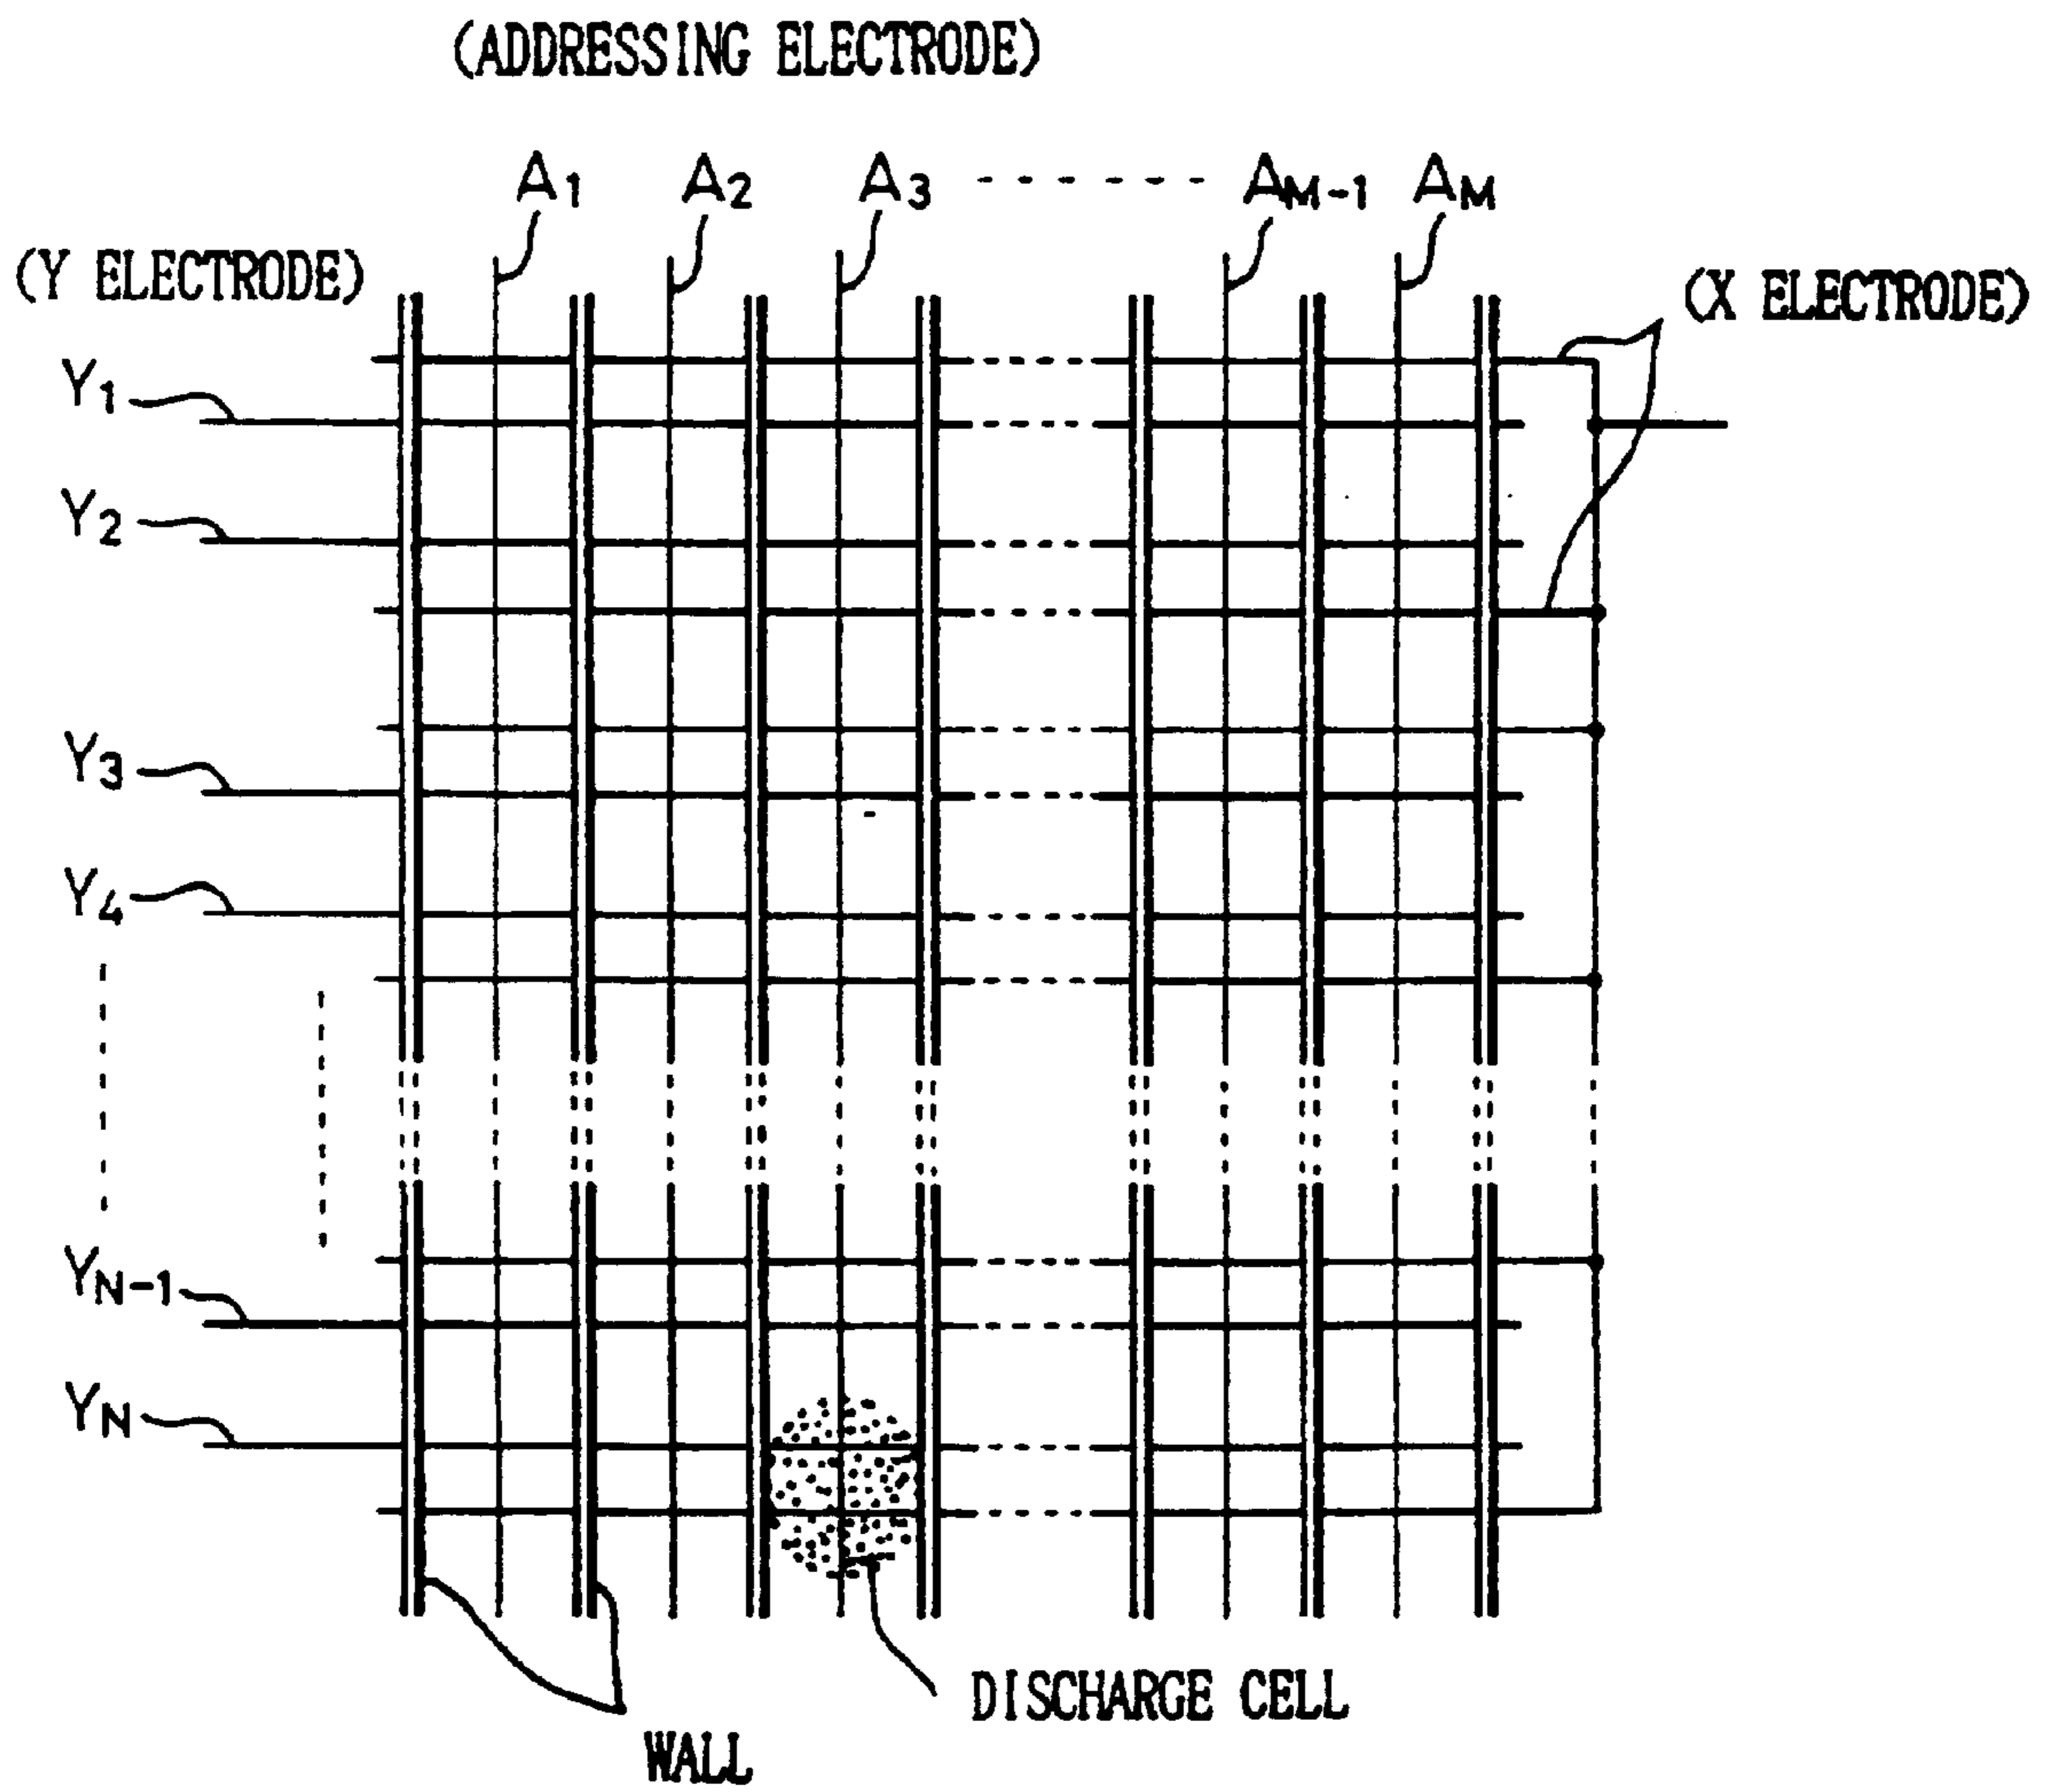 (ADDRESSING ELECTRODE)
A1 A2 A3 AM-1 AM
(Y ELECTRODE)
(X ELECTRODE)
Y1
Y2
Y3
Y4
YN-1
YN
DISCHARGE CELL
WALL